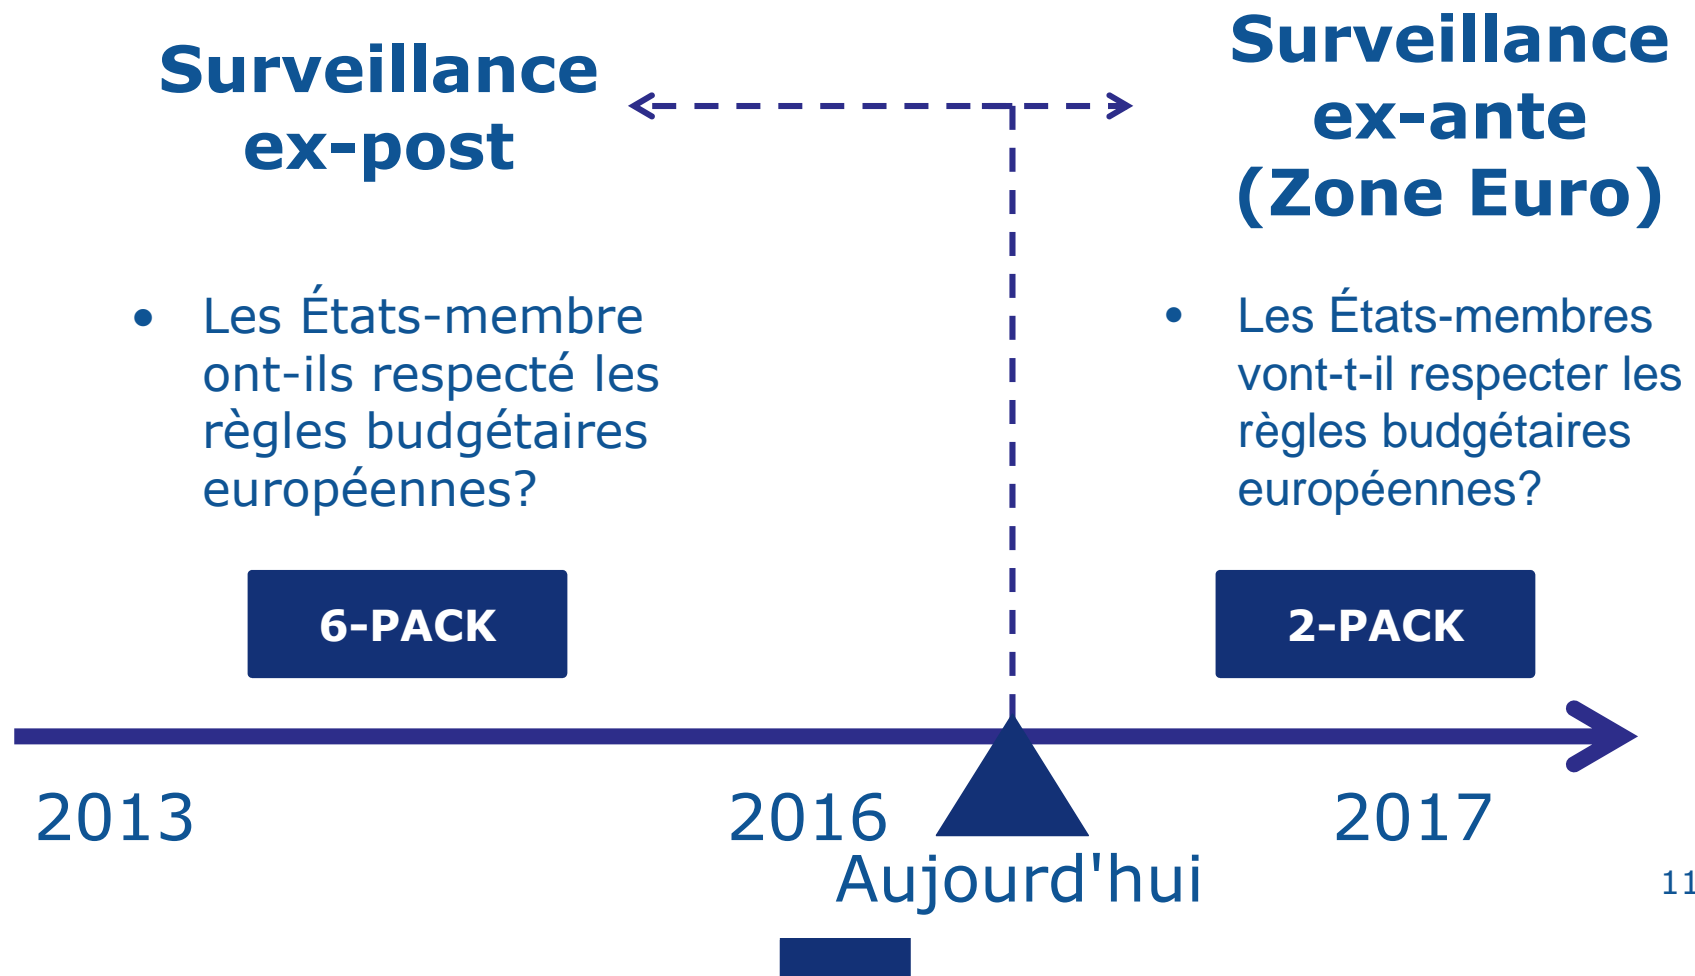 Surveillance
ex-post
Surveillance
ex-ante
(Zone Euro)
• Les États-membre
ont-ils respecté les
règles budgétaires
européennes?
• Les États-membres
vont-t-il respecter les
règles budgétaires
européennes?
6-PACK
2-PACK
2013
2016
2017
Aujourd'hui
11